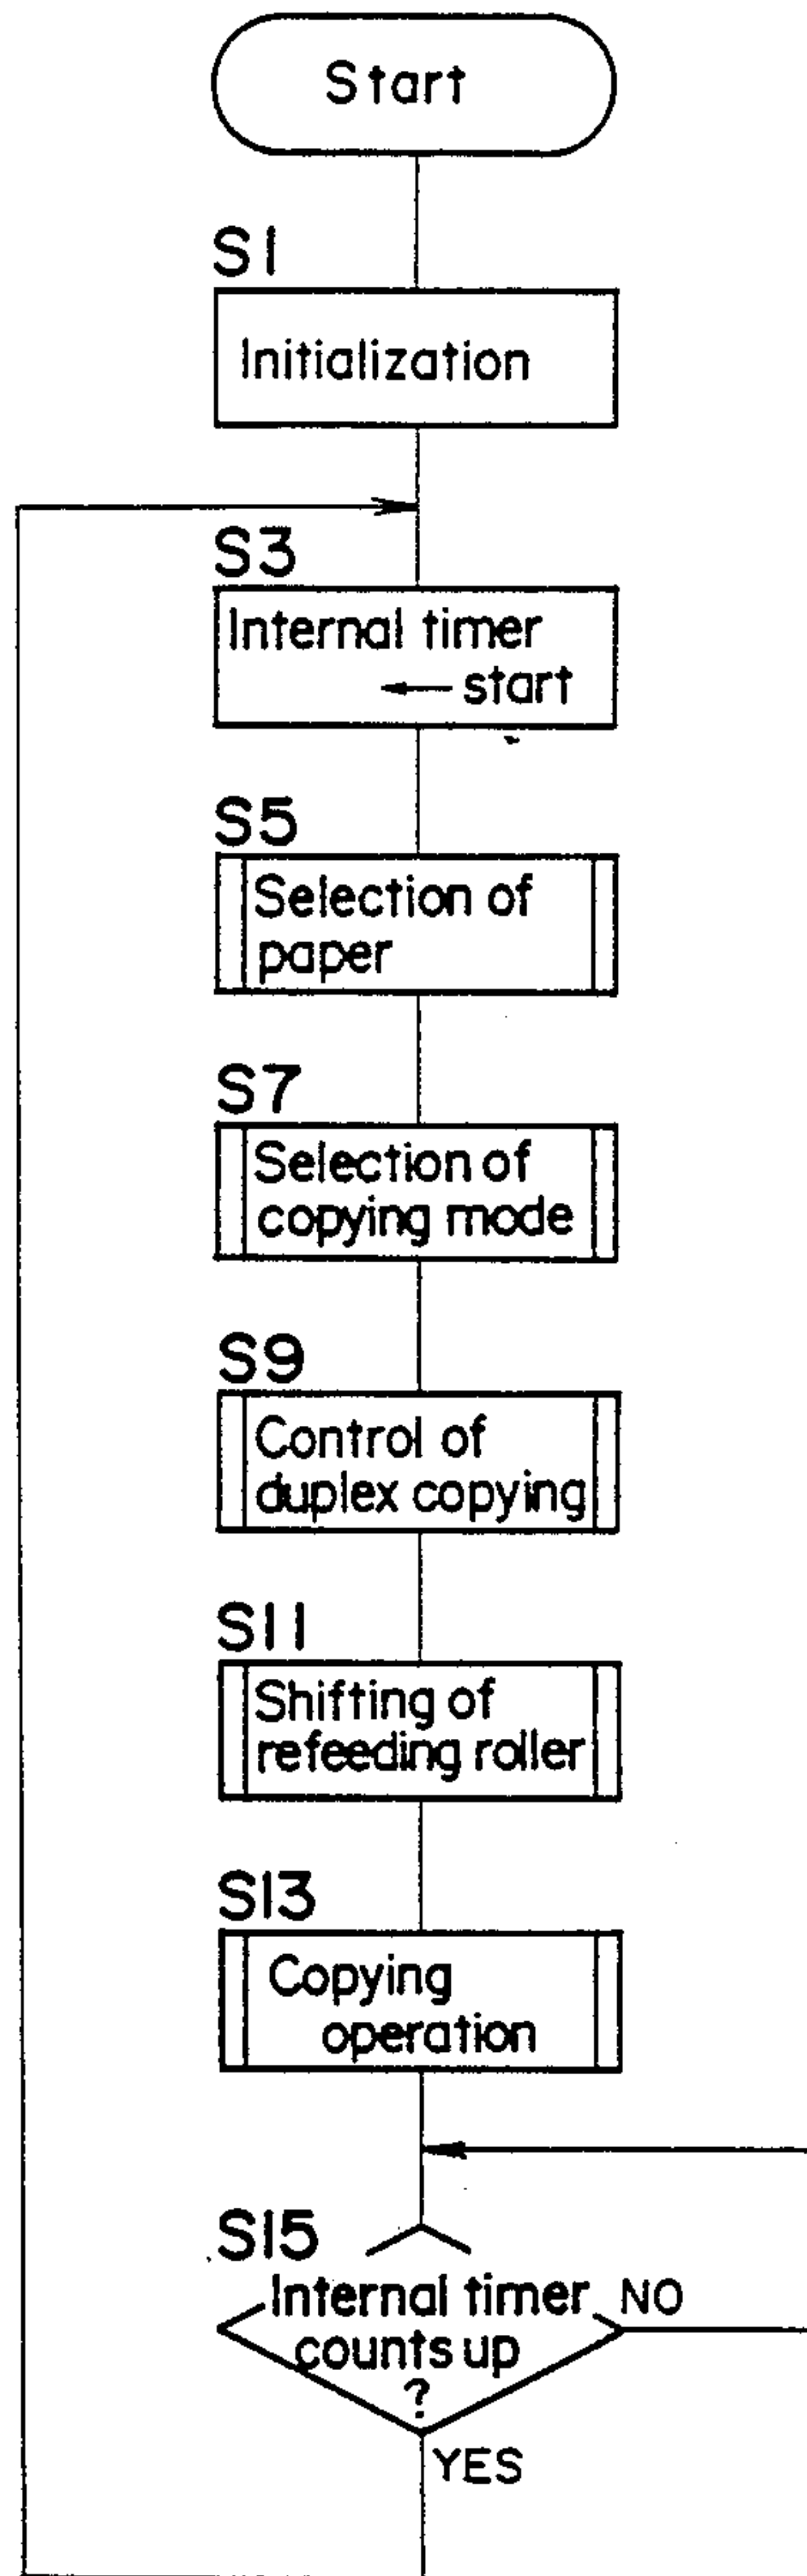 Start
S1
Initialization
S3
Internal timer
← start
S5
Selection of
paper
S7
Selection of
copying mode
S9
Control of
duplex copying
S11
Shifting of
refeeding roller
S13
Copying
operation
S15
Internal timer NO
counts up
?
YES